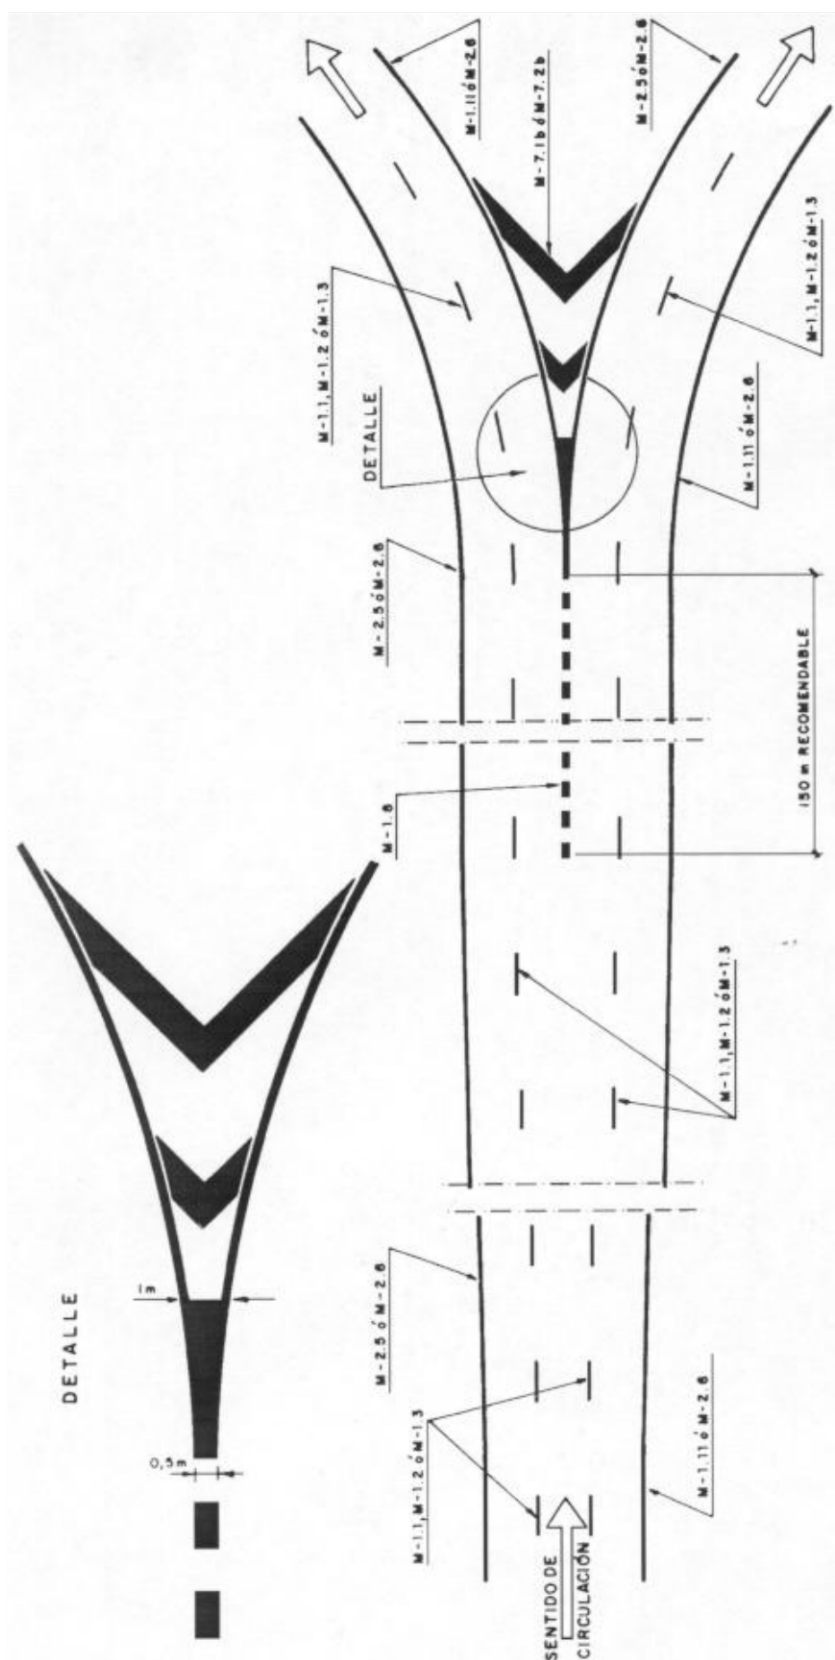 M-1.11 ó M-2.6
M-7.1b ó M-7.2b
M-2.5 ó M-2.6
M-1.1, M-1.2 ó M-1.3
M-1.1, M-1.2 ó M-1.3
DETALLE
M-1.11 ó M-2.6
M-2.5 ó M-2.6
150 m RECOMENDABLE
M-1.8
M-1.1, M-1.2 ó M-1.3
DETALLE
1m
0,5m
M-2.5 ó M-2.6
M-1.1, M-1.2 ó M-1.3
M-1.11 ó M-2.6
SENTIDO DE
CIRCULACIÓN